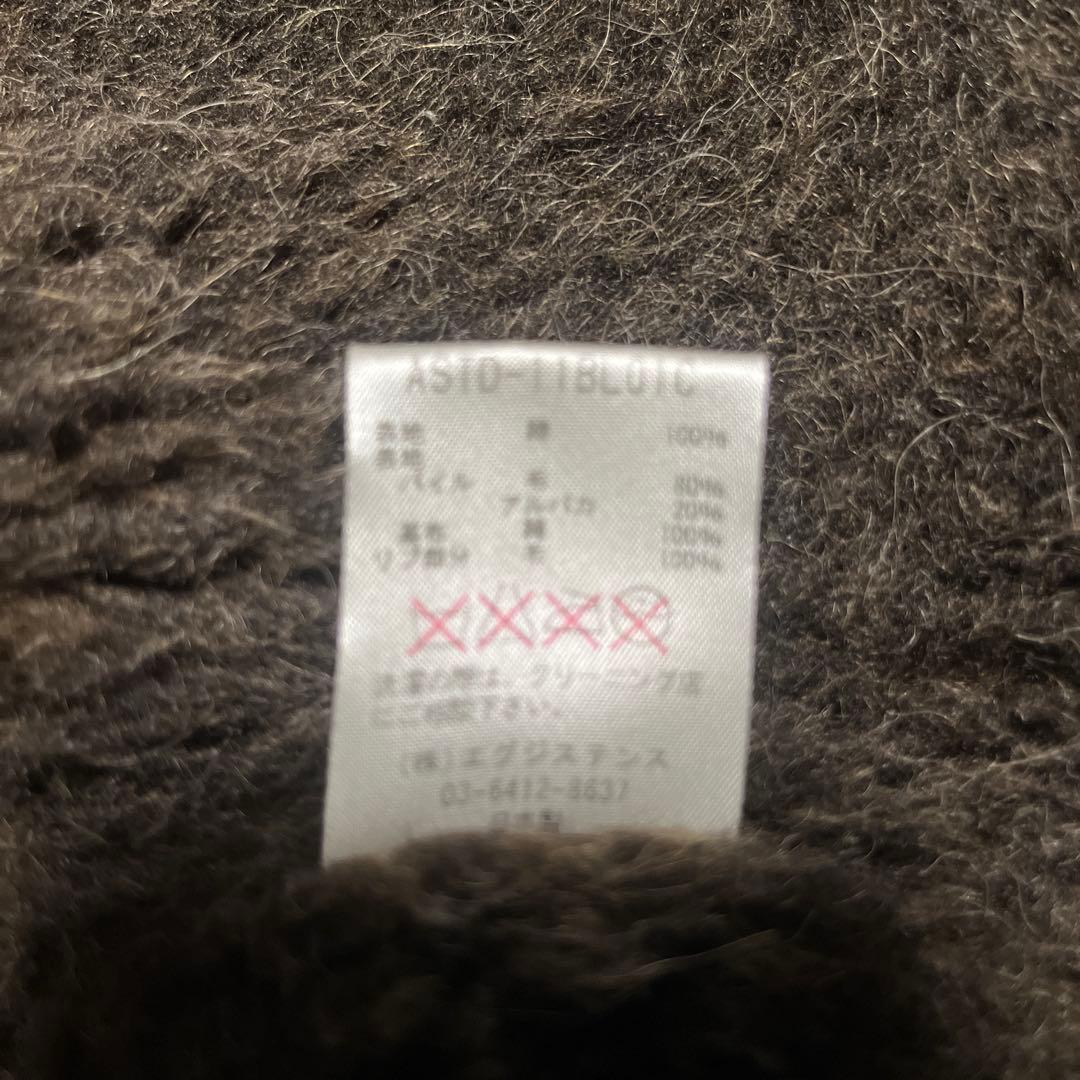 ASTD-11BL01C
表地 綿 100%
表地
パイル 毛 80%
アルパカ 20%
基布 綿 100%
リブ部分 毛 100%
洗濯の際は、クリーニング店
にご相談下さい。
(株)エグジステンス
03-6412-8637
日本製